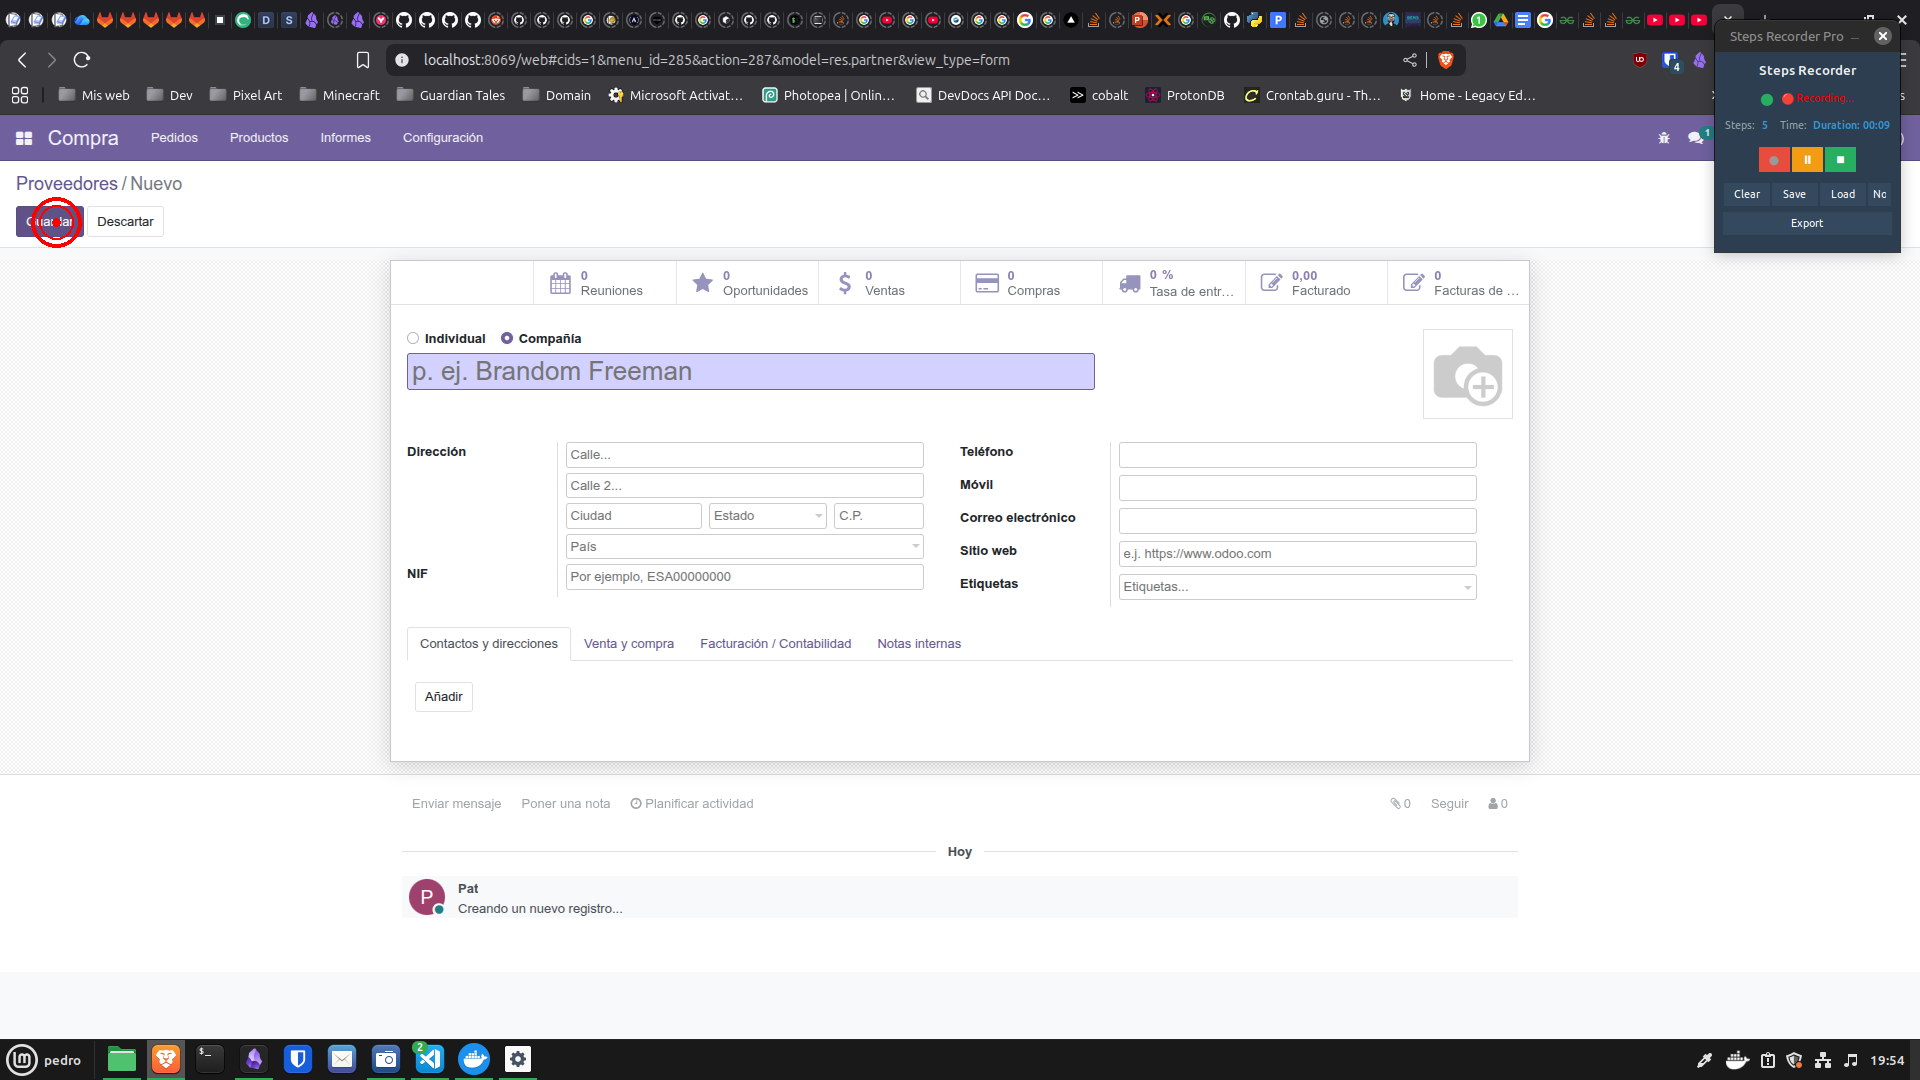 Steps Recorder Pro
localhost:8069/web#cids=1&menu_id=285&action=287&model=res.partner&view_type=form
4
Steps Recorder
Mis web
Dev
Pixel Art
Minecraft
Guardian Tales
Domain
Microsoft Activat...
Photopea | Onlin...
DevDocs API Doc...
cobalt
ProtonDB
Crontab.guru - Th...
Home - Legacy Ed...
Recording...
Steps: 5 Time: Duration: 00:09
Compra
Pedidos
Productos
Informes
Configuración
1
Proveedores / Nuevo
Clear
Save
Load
No
Guardar
Descartar
Export
0
Reuniones
0
Oportunidades
0
Ventas
0
Compras
0 %
Tasa de entr...
0,00
Facturado
0
Facturas de ...
Individual
Compañía
p. ej. Brandom Freeman
Dirección
Calle...
Calle 2...
Ciudad
Estado
C.P.
País
NIF
Por ejemplo, ESA00000000
Teléfono
Móvil
Correo electrónico
Sitio web
e.j. https://www.odoo.com
Etiquetas
Etiquetas...
Contactos y direcciones
Venta y compra
Facturación / Contabilidad
Notas internas
Añadir
Enviar mensaje
Poner una nota
Planificar actividad
0
Seguir
0
Hoy
P
Pat
Creando un nuevo registro...
pedro
2
19:54